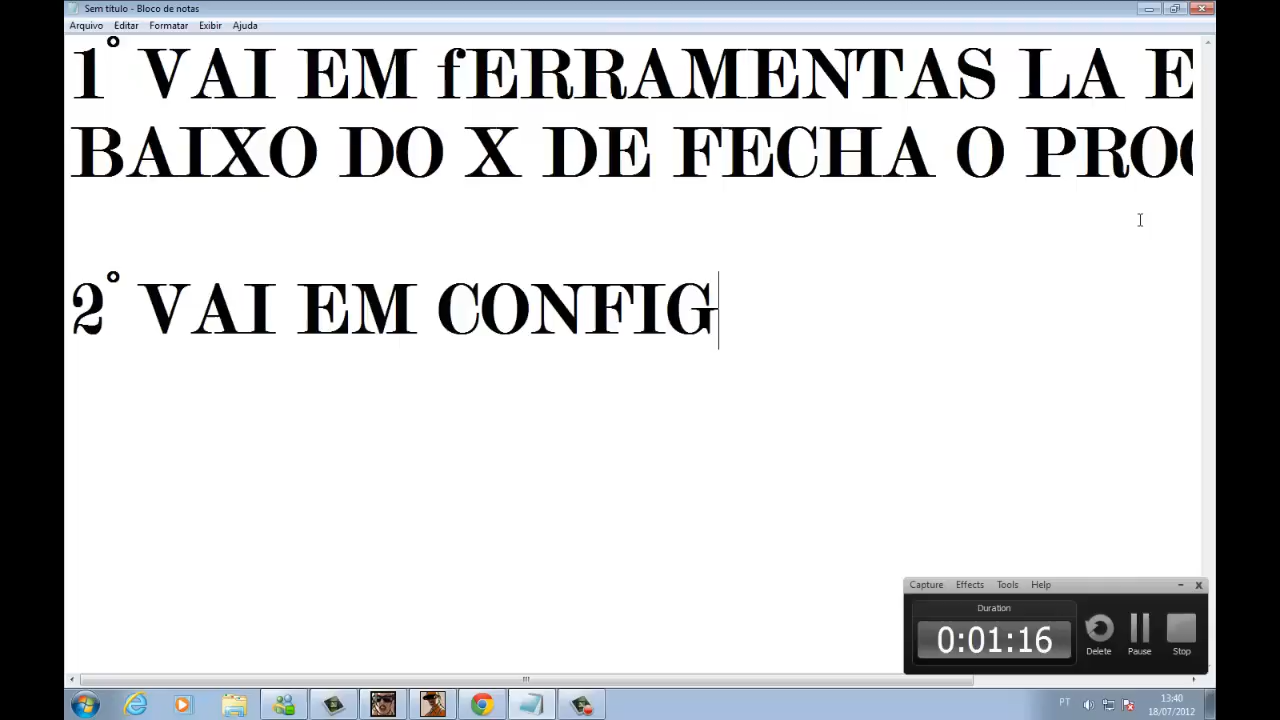 Sem título - Bloco de notas
Arquivo Editar Formatar Exibir Ajuda
1° VAI EM fERRAMENTAS LA E
BAIXO DO X DE FECHA O PRO
2° VAI EM CONFIG
Capture Effects Tools Help
Duration
0:01:16
Delete Pause Stop
PT
13:40
18/07/2012